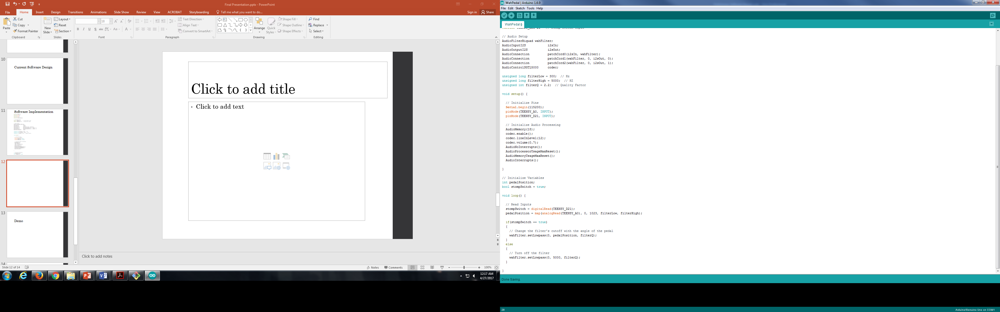 Final Presentation.pptx - PowerPoint
File Home Insert Design Transitions Animations Slide Show Review View ACROBAT Storyboarding Tell me what you want to do... Sign in Share
Paste
Cut
Copy
Format Painter
Clipboard
New
Slide
Layout
Reset
Section
Slides
18
Font
Text Direction
Align Text
Convert to SmartArt
Paragraph
Arrange
Quick
Styles
Shape Fill
Shape Outline
Shape Effects
Drawing
Find
Replace
Select
Editing
10
Current Software Design
11
Software Implementation
12
13
Demo
14
Click to add title
• Click to add text
Click to add notes
Slide 12 of 14
Notes Comments 100%
12:17 AM
4/27/2017
WahPedal | Arduino 1.6.9
File Edit Sketch Tools Help
WahPedal §
// Audio Setup
AudioFilterBiquad wahFilter;
AudioInputI2S i2sIn;
AudioOutputI2S i2sOut;
AudioConnection patchCord0(i2sIn, wahFilter);
AudioConnection patchCord1(wahFilter, 0, i2sOut, 0);
AudioConnection patchCord2(wahFilter, 0, i2sOut, 1);
AudioControlSGTL5000 codec;
unsigned long filterLow = 300; // Hz
unsigned long filterHigh = 5000; // HZ
unsigned int filterQ = 2.2; // Quality Factor
void setup() {
// Initialize Pins
Serial.begin(115200);
pinMode(TEENSY_A0, INPUT);
pinMode(TEENSY_D21, INPUT);
// Initialize Audio Processing
AudioMemory(18);
codec.enable();
codec.lineInLevel(12);
codec.volume(0.7);
AudioNoInterrupts();
AudioProcessorUsageMaxReset();
AudioMemoryUsageMaxReset();
AudioInterrupts();
}
// Initialize Variables
int pedalPosition;
bool stompSwitch = true;
void loop() {
// Read Inputs
stompSwitch = digitalRead(TEENSY_D21);
pedalPosition = map(analogRead(TEENSY_A0), 0, 1023, filterLow, filterHigh);
if(stompSwitch == true)
{
// Change the filter's cutoff with the angle of the pedal
wahFilter.setLowpass(0, pedalPosition, filterQ);
}
else
{
// Turn off the filter
wahFilter.setLowpass(0, 5000, filterQ);
}
}
Done Saving.
28
Arduino/Genuino Uno on COM1